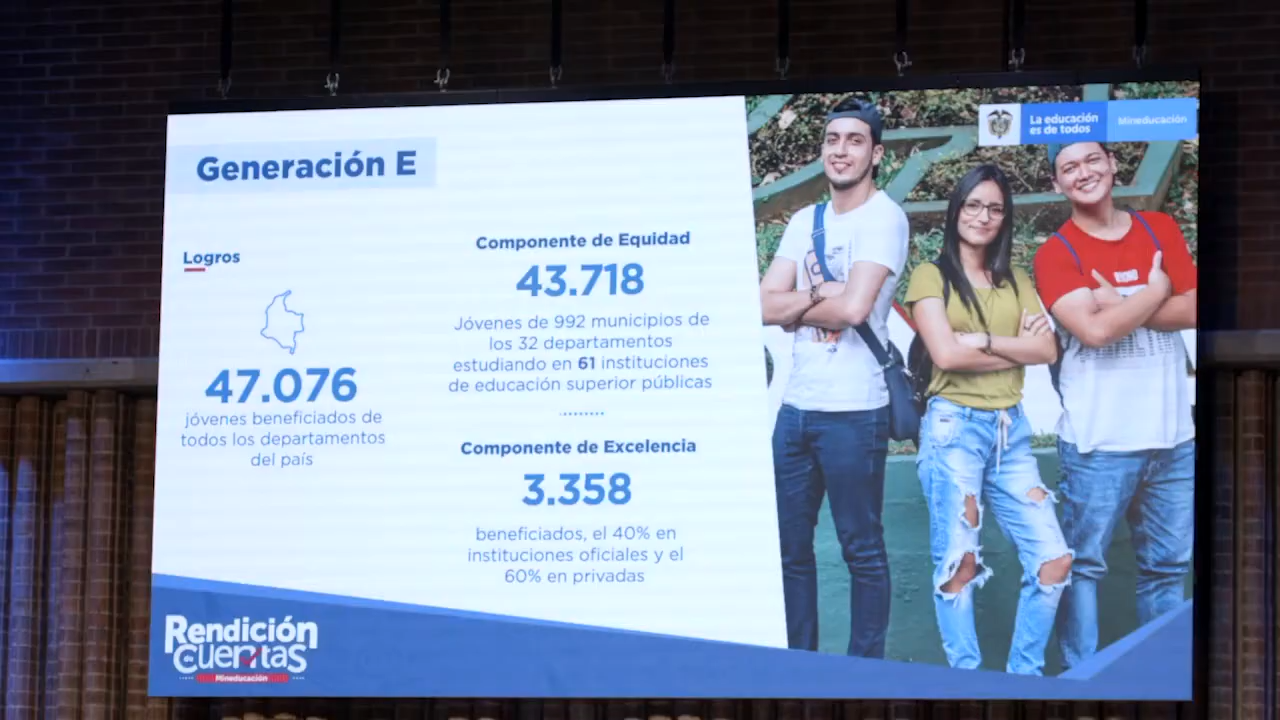 Generación E
Logros
47.076
jóvenes beneficiados de
todos los departamentos
del país
Componente de Equidad
43.718
Jóvenes de 992 municipios de
los 32 departamentos
estudiando en 61 instituciones
de educación superior públicas
Componente de Excelencia
3.358
beneficiados, el 40% en
instituciones oficiales y el
60% en privadas
La educación
es de todos
Mineducación
Rendición
de cuentas
Mineducación